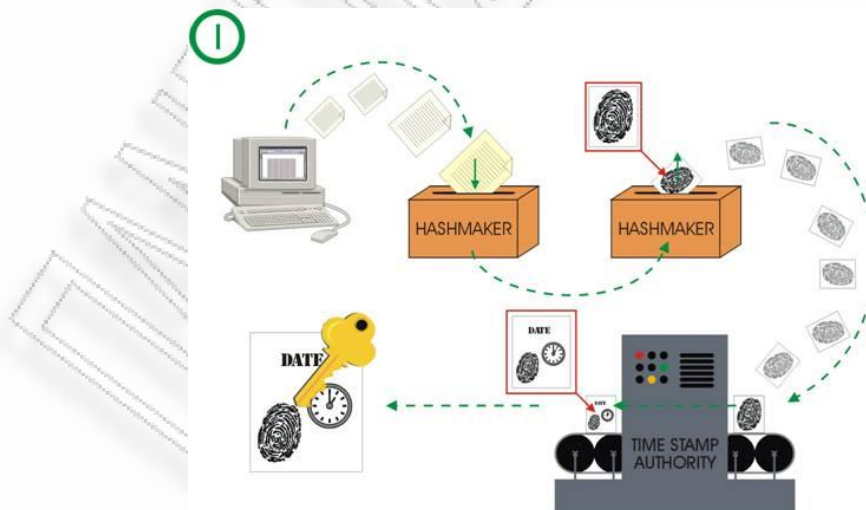 I
HASHMAKER
HASHMAKER
DATE
DATE
DATE
TIME STAMP
AUTHORITY